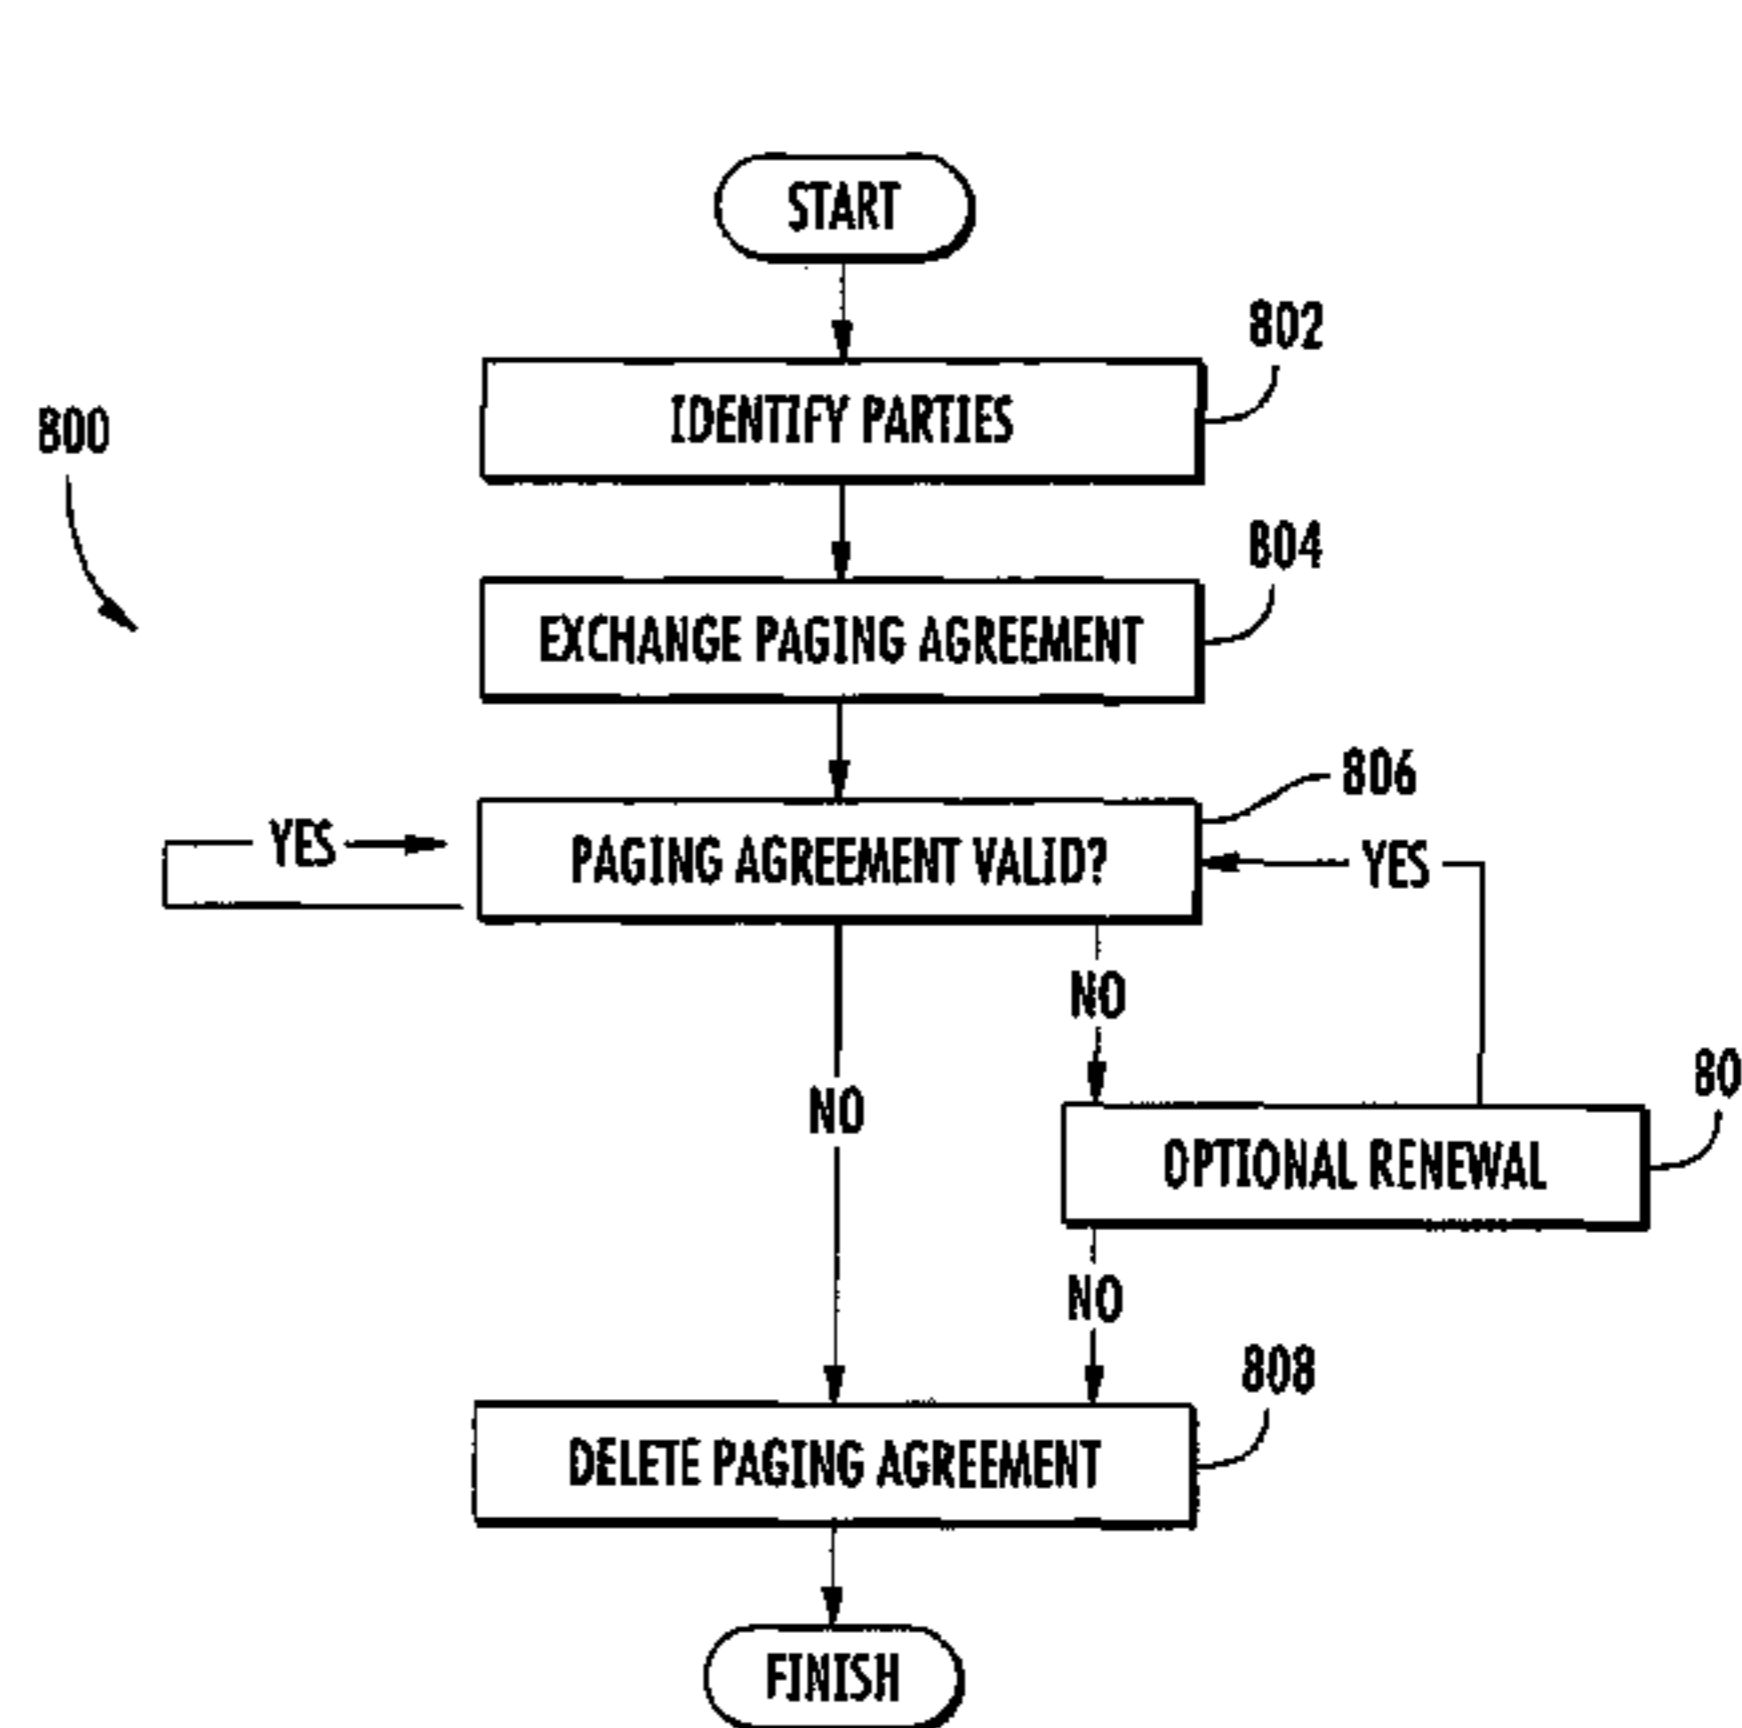 START
802
IDENTIFY PARTIES
800
804
EXCHANGE PAGING AGREEMENT
806
YES
PAGING AGREEMENT VALID?
YES
NO
80
NO
OPTIONAL RENEWAL
NO
808
DELETE PAGING AGREEMENT
FINISH